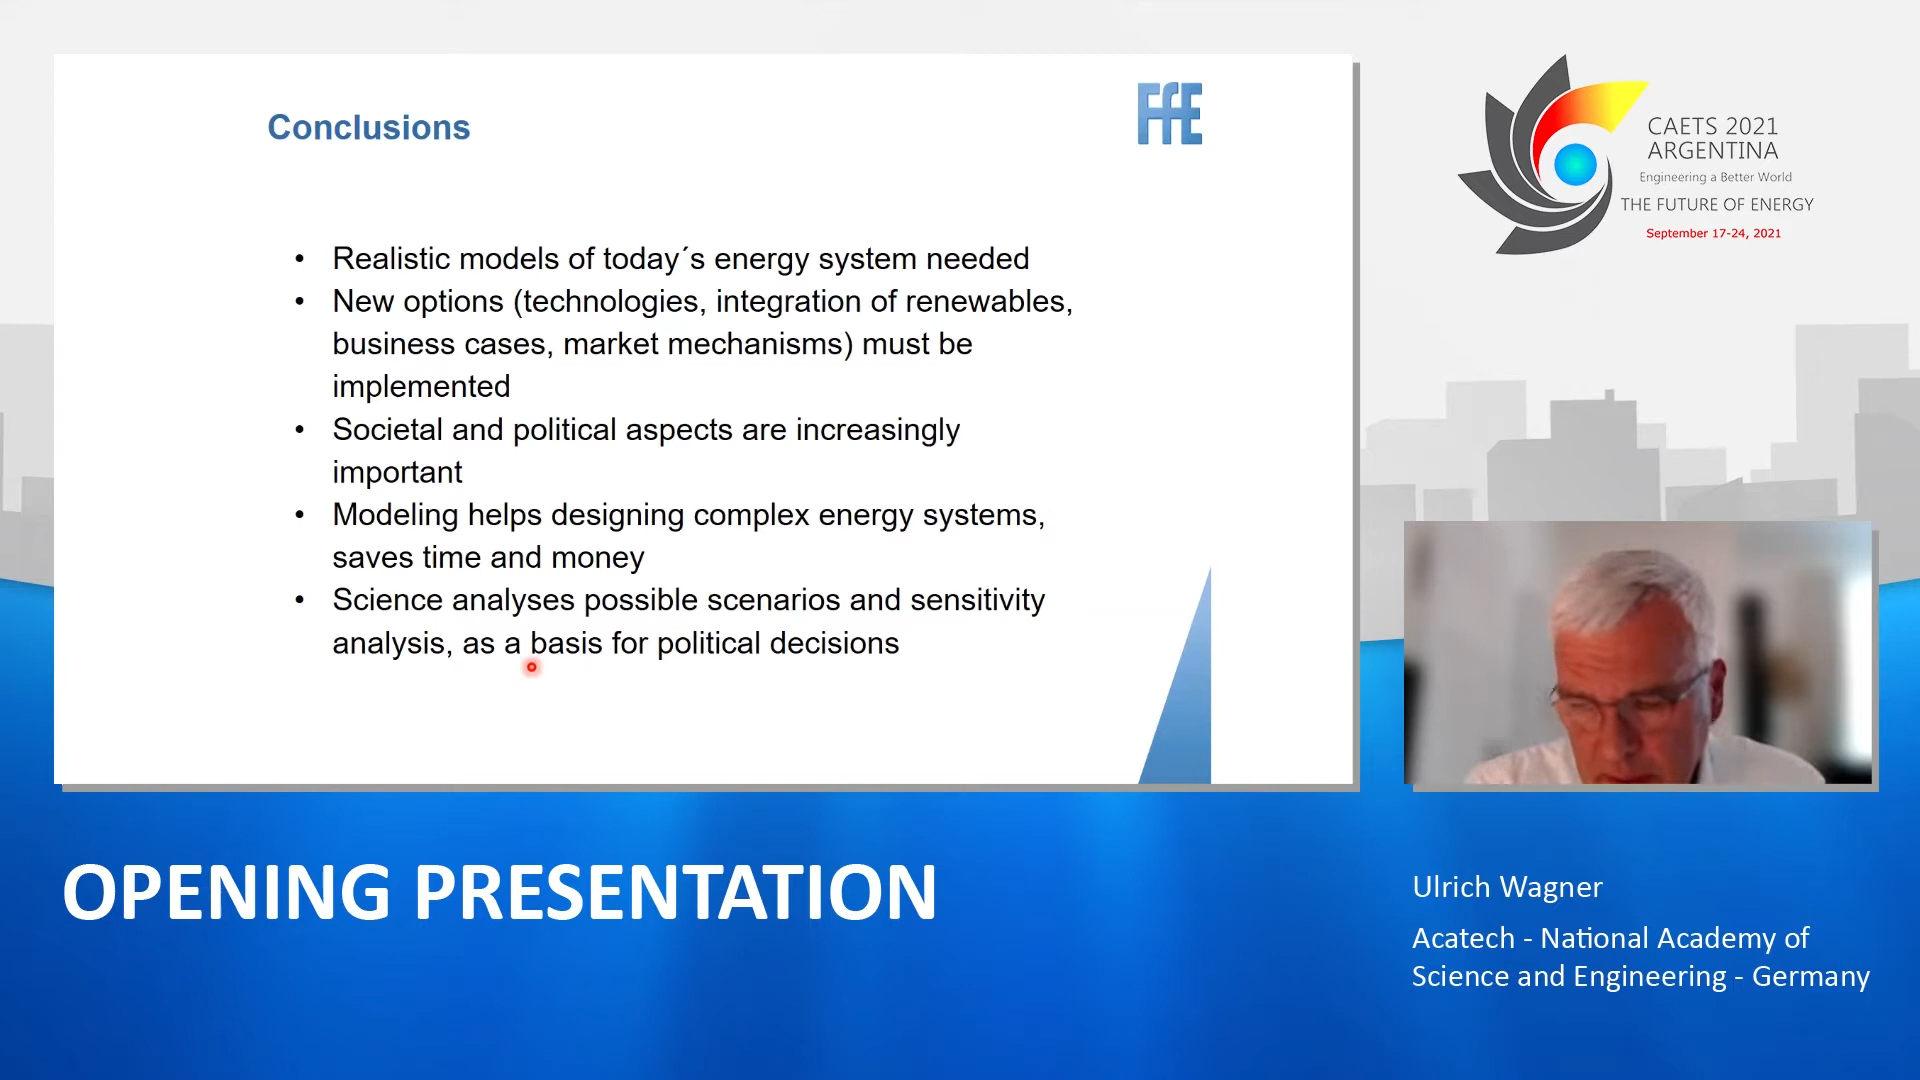 Conclusions
FfE
• Realistic models of today´s energy system needed
• New options (technologies, integration of renewables,
business cases, market mechanisms) must be
implemented
• Societal and political aspects are increasingly
important
• Modeling helps designing complex energy systems,
saves time and money
• Science analyses possible scenarios and sensitivity
analysis, as a basis for political decisions
CAETS 2021
ARGENTINA
Engineering a Better World
THE FUTURE OF ENERGY
September 17-24, 2021
OPENING PRESENTATION
Ulrich Wagner
Acatech - National Academy of
Science and Engineering - Germany